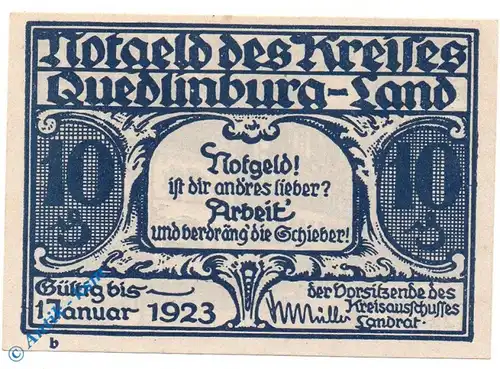 Notgeld des Kreises
Quedlinburg-Land
10 10
Notgeld!
ist dir andres lieber?
Arbeit'
und verdräng' die Schieber!
Gültig bis
1 Januar 1923
der Vorsitzende des
Kreisausschusses
Landrat.
b